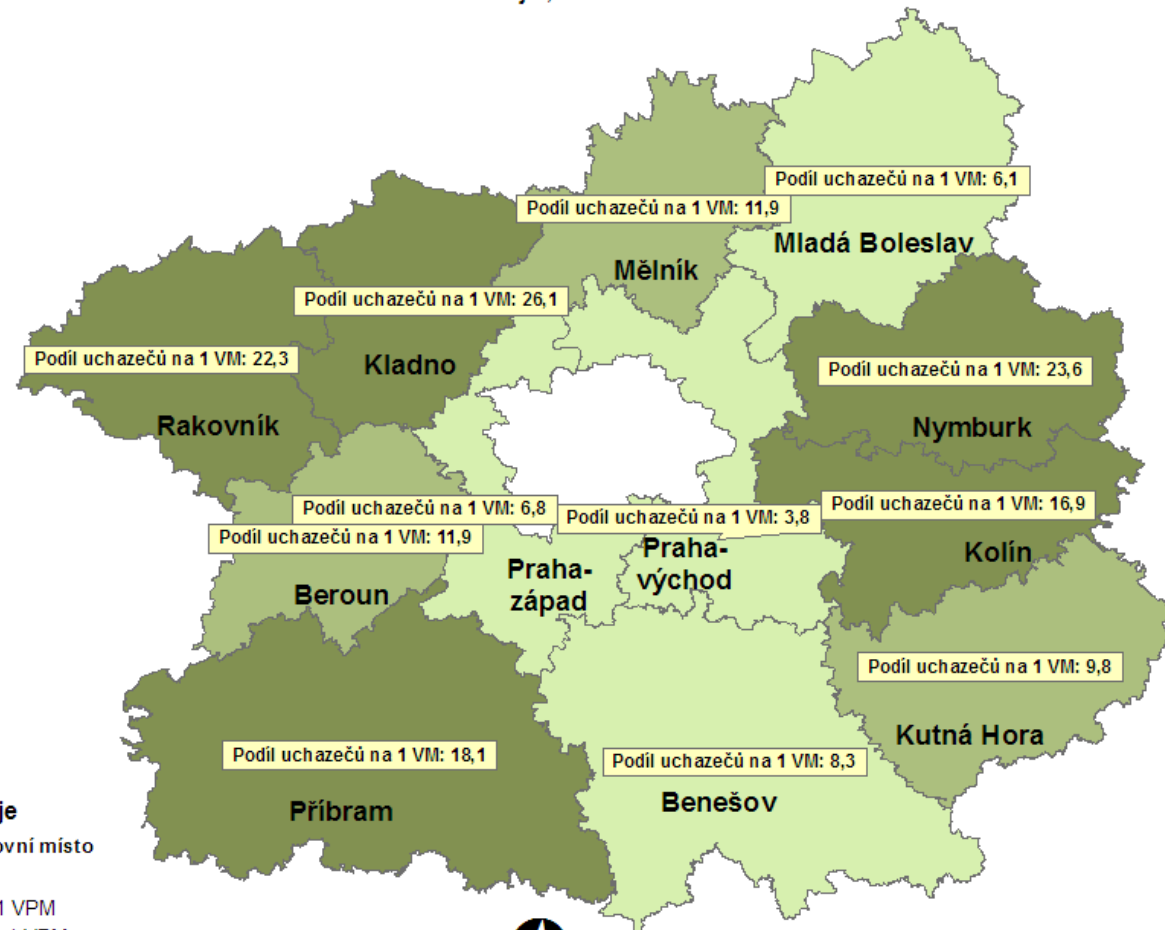 Podíl uchazečů na 1 VM: 6,1
Mladá Boleslav
Podíl uchazečů na 1 VM: 11,9
Mělník
Podíl uchazečů na 1 VM: 26,1
Kladno
Podíl uchazečů na 1 VM: 22,3
Rakovník
Podíl uchazečů na 1 VM: 23,6
Nymburk
Podíl uchazečů na 1 VM: 16,9
Kolín
Podíl uchazečů na 1 VM: 6,8
Podíl uchazečů na 1 VM: 3,8
Podíl uchazečů na 1 VM: 11,9
Beroun
Praha-
západ
Praha-
východ
Podíl uchazečů na 1 VM: 9,8
Kutná Hora
Podíl uchazečů na 1 VM: 18,1
Příbram
Podíl uchazečů na 1 VM: 8,3
Benešov
je
ovní místo
VPM